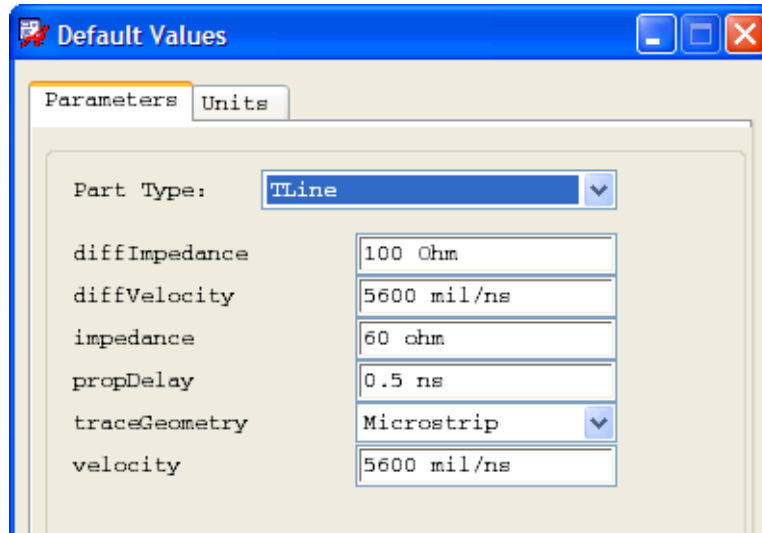 Default Values
Parameters Units
Part Type: TLine
diffImpedance 100 Ohm
diffVelocity 5600 mil/ns
impedance 60 ohm
propDelay 0.5 ns
traceGeometry Microstrip
velocity 5600 mil/ns